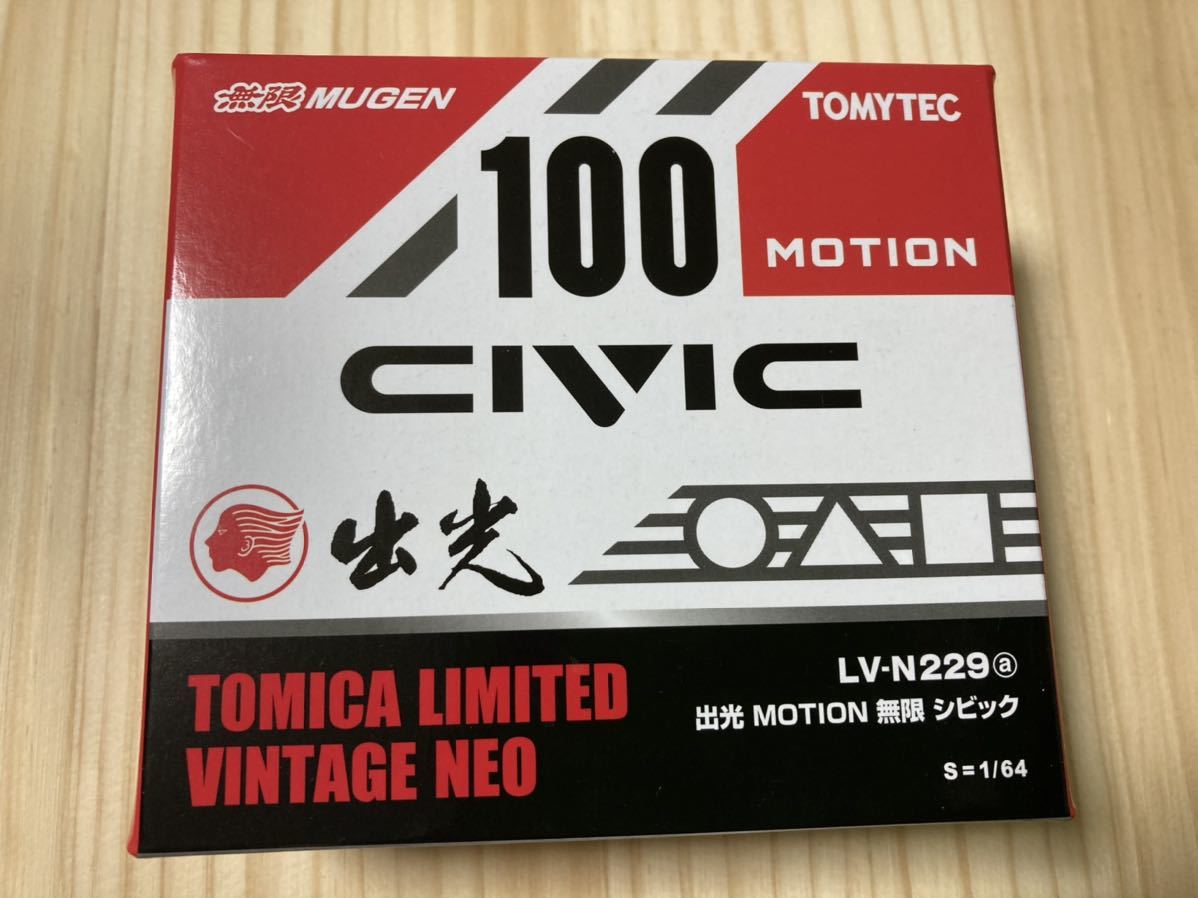 無限 MUGEN
TOMYTEC
100
MOTION
CIVIC
出光
TOMICA LIMITED
VINTAGE NEO
LV-N229ⓐ
出光 MOTION 無限 シビック
S=1/64